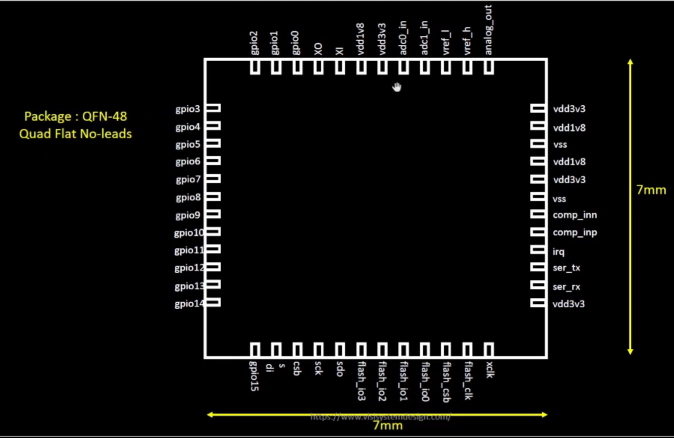 gpio2
gpio1
gpio0
XO
XI
vdd1v8
vdd3v3
adc0_in
adc1_in
vref_l
vref_h
analog_out
Package : QFN-48
Quad Flat No-leads
gpio3
gpio4
gpio5
gpio6
gpio7
gpio8
gpio9
gpio10
gpio11
gpio12
gpio13
gpio14
vdd3v3
vdd1v8
vss
vdd1v8
vdd3v3
vss
comp_inn
comp_inp
irq
ser_tx
ser_rx
vdd3v3
7mm
gpio15
s
di
csb
sck
sdo
flash_io3
flash_io2
flash_io1
flash_io0
flash_csb
flash_clk
xclk
https://www.vlsisystemdesign.com/
7mm